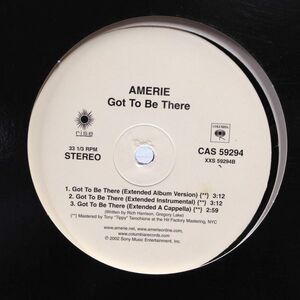 AMERIE
Got To Be There
rise
COLUMBIA
33 1/3 RPM
STEREO
CAS 59294
XXS 59294B
1. Got To Be There (Extended Album Version) (**) 3:12
2. Got To Be There (Extended Instrumental) (**) 3:12
3. Got To Be There (Extended A Cappella) (**) 2:59
(Written by Rich Harrison, Gregory Lake)
(**) Mastered by Tony "Tippy" Tenchione at the Hit Factory Mastering, NYC
www.amerie.net, www.amerieonline.com,
www.columbiarecords.com
© 2002 Sony Music Entertainment, Inc.